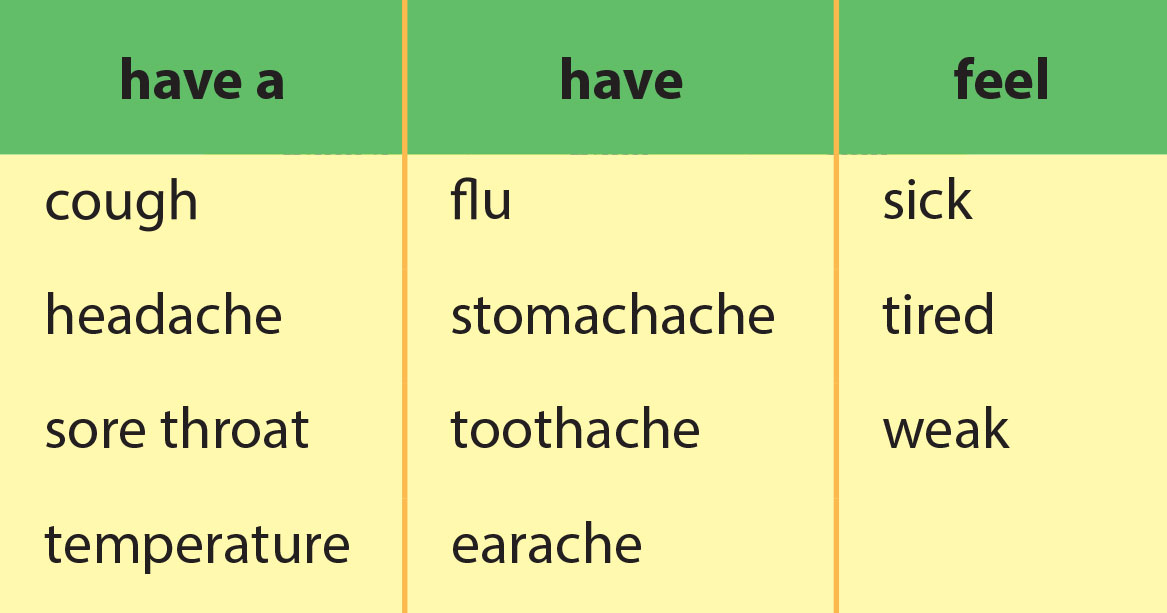 have a have feel
cough flu sick
headache stomachache tired
sore throat toothache weak
temperature earache